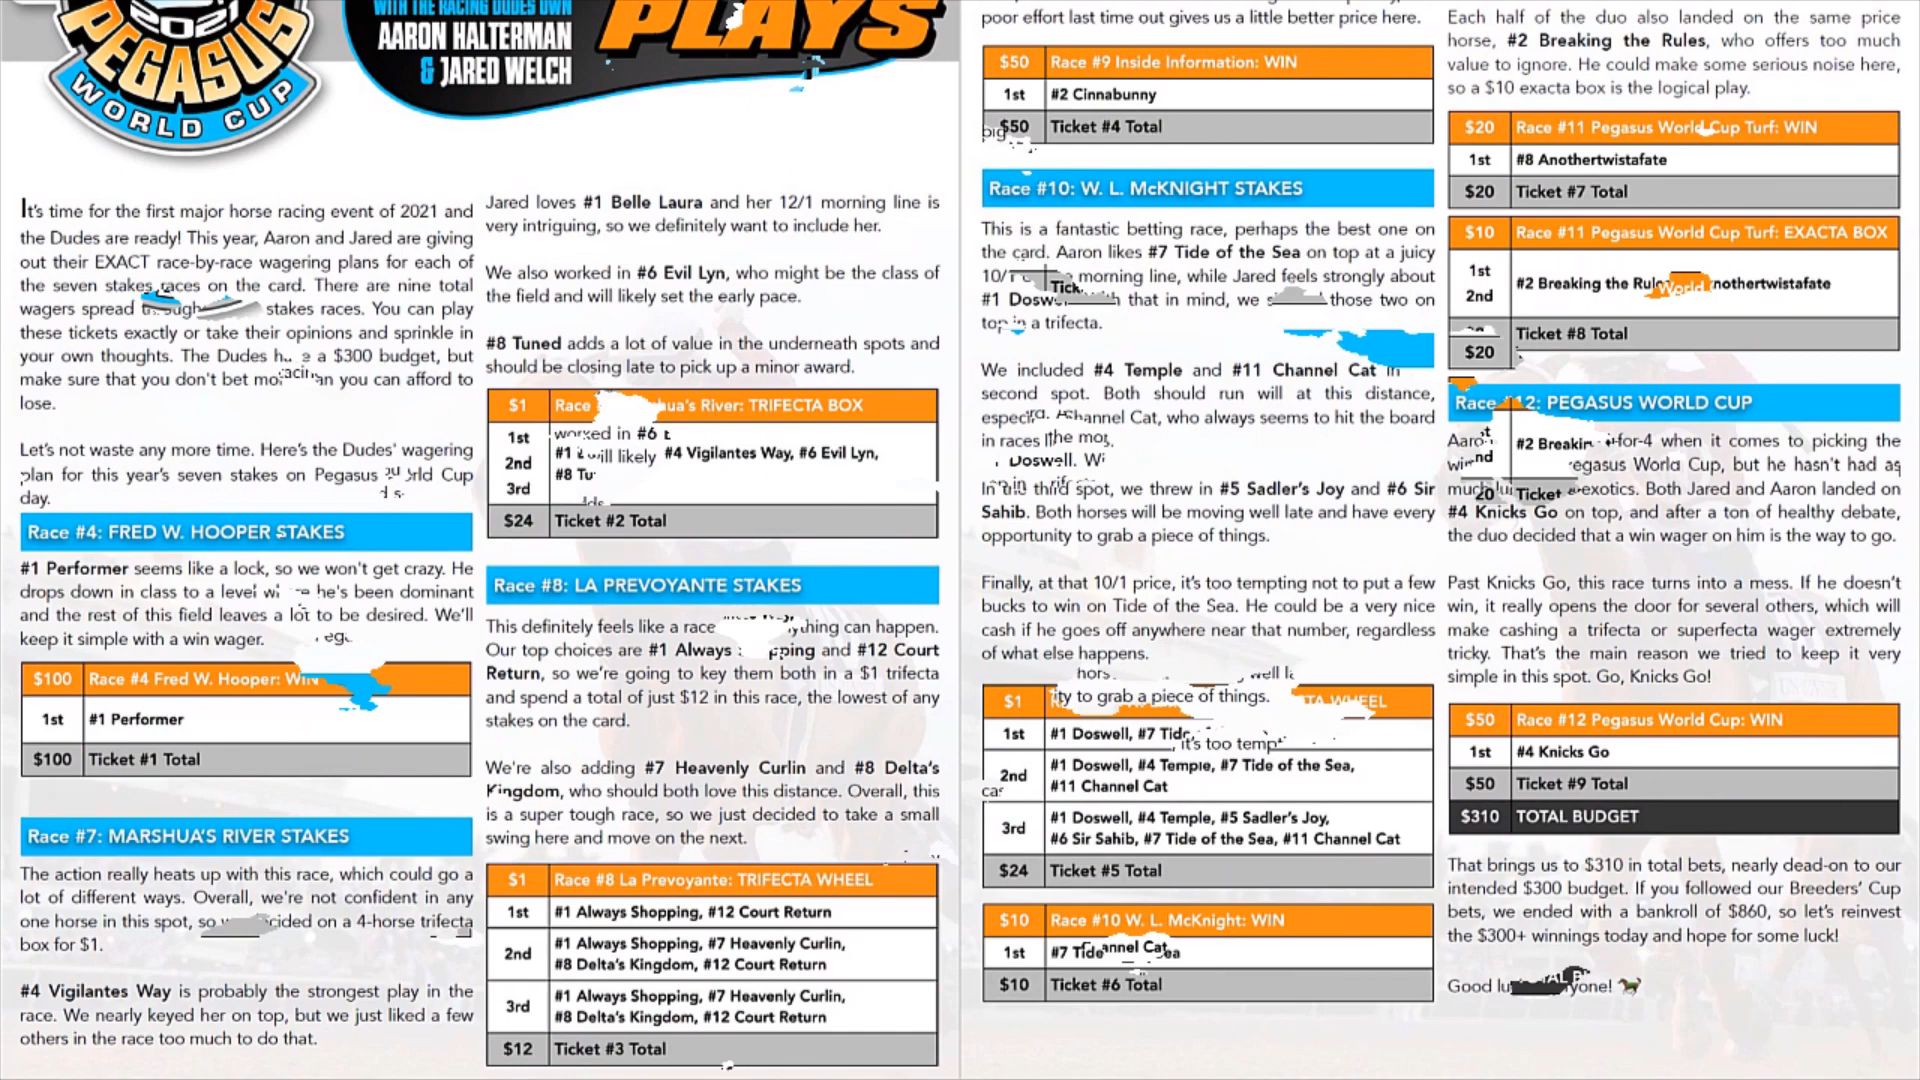 2021
PEGASUS
WORLD CUP
WITH THE RACING DUDES OWN
AARON HALTERMAN
& JARED WELCH
PLAYS
It's time for the first major horse racing event of 2021 and
the Dudes are ready! This year, Aaron and Jared are giving
out their EXACT race-by-race wagering plans for each of
the seven stakes races on the card. There are nine total
wagers spread stakes races. You can play
these tickets exactly or take their opinions and sprinkle in
your own thoughts. The Dudes a $300 budget, but
make sure that you don't bet you can afford to
lose.
Let's not waste any more time. Here's the Dudes' wagering
plan for this year's seven stakes on Pegasus Cup
day.
Race #4: FRED W. HOOPER STAKES
#1 Performer seems like a lock, so we won't get crazy. He
drops down in class to a level he's been dominant
and the rest of this field leaves a lot to be desired. We'll
keep it simple with a win wager.
$100 Race #4 Fred W. Hooper: WIN
1st #1 Performer
$100 Ticket #1 Total
Race #7: MARSHUA'S RIVER STAKES
The action really heats up with this race, which could go a
lot of different ways. Overall, we're not confident in any
one horse in this spot, so on a 4-horse trifecta
box for $1.
#4 Vigilantes Way is probably the strongest play in the
race. We nearly keyed her on top, but we just liked a few
others in the race too much to do that.
Jared loves #1 Belle Laura and her 12/1 morning line is
very intriguing, so we definitely want to include her.
We also worked in #6 Evil Lyn, who might be the class of
the field and will likely set the early pace.
#8 Tuned adds a lot of value in the underneath spots and
should be closing late to pick up a minor award.
$1 Race River: TRIFECTA BOX
worked in #6
1st
2nd #1 will likely #4 Vigilantes Way, #6 Evil Lyn,
3rd #8
$24 Ticket #2 Total
Race #8: LA PREVOYANTE STAKES
This definitely feels like a race can happen.
Our top choices are #1 Always and #12 Court
Return, so we're going to key them both in a $1 trifecta
and spend a total of just $12 in this race, the lowest of any
stakes on the card.
We're also adding #7 Heavenly Curlin and #8 Delta's
Kingdom, who should both love this distance. Overall, this
is a super tough race, so we just decided to take a small
swing here and move on the next.
$1 Race #8 La Prevoyante: TRIFECTA WHEEL
1st #1 Always Shopping, #12 Court Return
2nd #1 Always Shopping, #7 Heavenly Curlin,
#8 Delta's Kingdom, #12 Court Return
3rd #1 Always Shopping, #7 Heavenly Curlin,
#8 Delta's Kingdom, #12 Court Return
$12 Ticket #3 Total
poor effort last time out gives us a little better price here.
$50 Race #9 Inside Information: WIN
1st #2 Cinnabunny
$50 Ticket #4 Total
Race #10: W. L. McKNIGHT STAKES
This is a fantastic betting race, perhaps the best one on
the card. Aaron likes #7 Tide of the Sea on top at a juicy
morning line, while Jared feels strongly about
#1 that in mind, we those two on
top in a trifecta.
We included #4 Temple and #11 Channel Cat in
second spot. Both should run will at this distance,
Channel Cat, who always seems to hit the board
in races
Doswell.
In the third spot, we threw in #5 Sadler's Joy and #6 Sir
Sahib. Both horses will be moving well late and have every
opportunity to grab a piece of things.
Finally, at that 10/1 price, it's too tempting not to put a few
bucks to win on Tide of the Sea. He could be a very nice
cash if he goes off anywhere near that number, regardless
of what else happens.
$1 to grab a piece of things. WHEEL
1st #1 Doswell, #7
it's too
2nd #1 Doswell, #4 Temple, #7 Tide of the Sea,
#11 Channel Cat
3rd #1 Doswell, #4 Temple, #5 Sadler's Joy,
#6 Sir Sahib, #7 Tide of the Sea, #11 Channel Cat
$24 Ticket #5 Total
$10 Race #10 W. L. McKnight: WIN
1st #7 Tide Cat
$10 Ticket #6 Total
Each half of the duo also landed on the same price
horse, #2 Breaking the Rules, who offers too much
value to ignore. He could make some serious noise here,
so a $10 exacta box is the logical play.
$20 Race #11 Pegasus World Cup Turf: WIN
1st #8 Anothertwistafate
$20 Ticket #7 Total
$10 Race #11 Pegasus World Cup Turf: EXACTA BOX
1st
2nd #2 Breaking the World
Ticket #8 Total
$20
Race #12: PEGASUS WORLD CUP
when it comes to picking the
World Cup, but he hasn't had as
much exotics. Both Jared and Aaron landed on
#4 Knicks Go on top, and after a ton of healthy debate,
the duo decided that a win wager on him is the way to go.
Past Knicks Go, this race turns into a mess. If he doesn't
win, it really opens the door for several others, which will
make cashing a trifecta or superfecta wager extremely
tricky. That's the main reason we tried to keep it very
simple in this spot. Go, Knicks Go!
$50 Race #12 Pegasus World Cup: WIN
1st #4 Knicks Go
$50 Ticket #9 Total
$310 TOTAL BUDGET
That brings us to $310 in total bets, nearly dead-on to our
intended $300 budget. If you followed our Breeders' Cup
bets, we ended with a bankroll of $860, so let's reinvest
the $300+ winnings today and hope for some luck!
Good